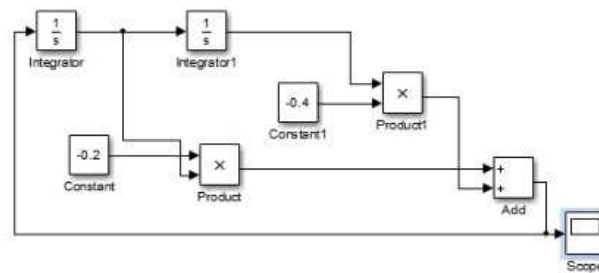 1
s
Integrator
1
s
Integrator1
-0.4
Constant1
×
Product1
-0.2
Constant
×
Product
+
+
Add
Scope